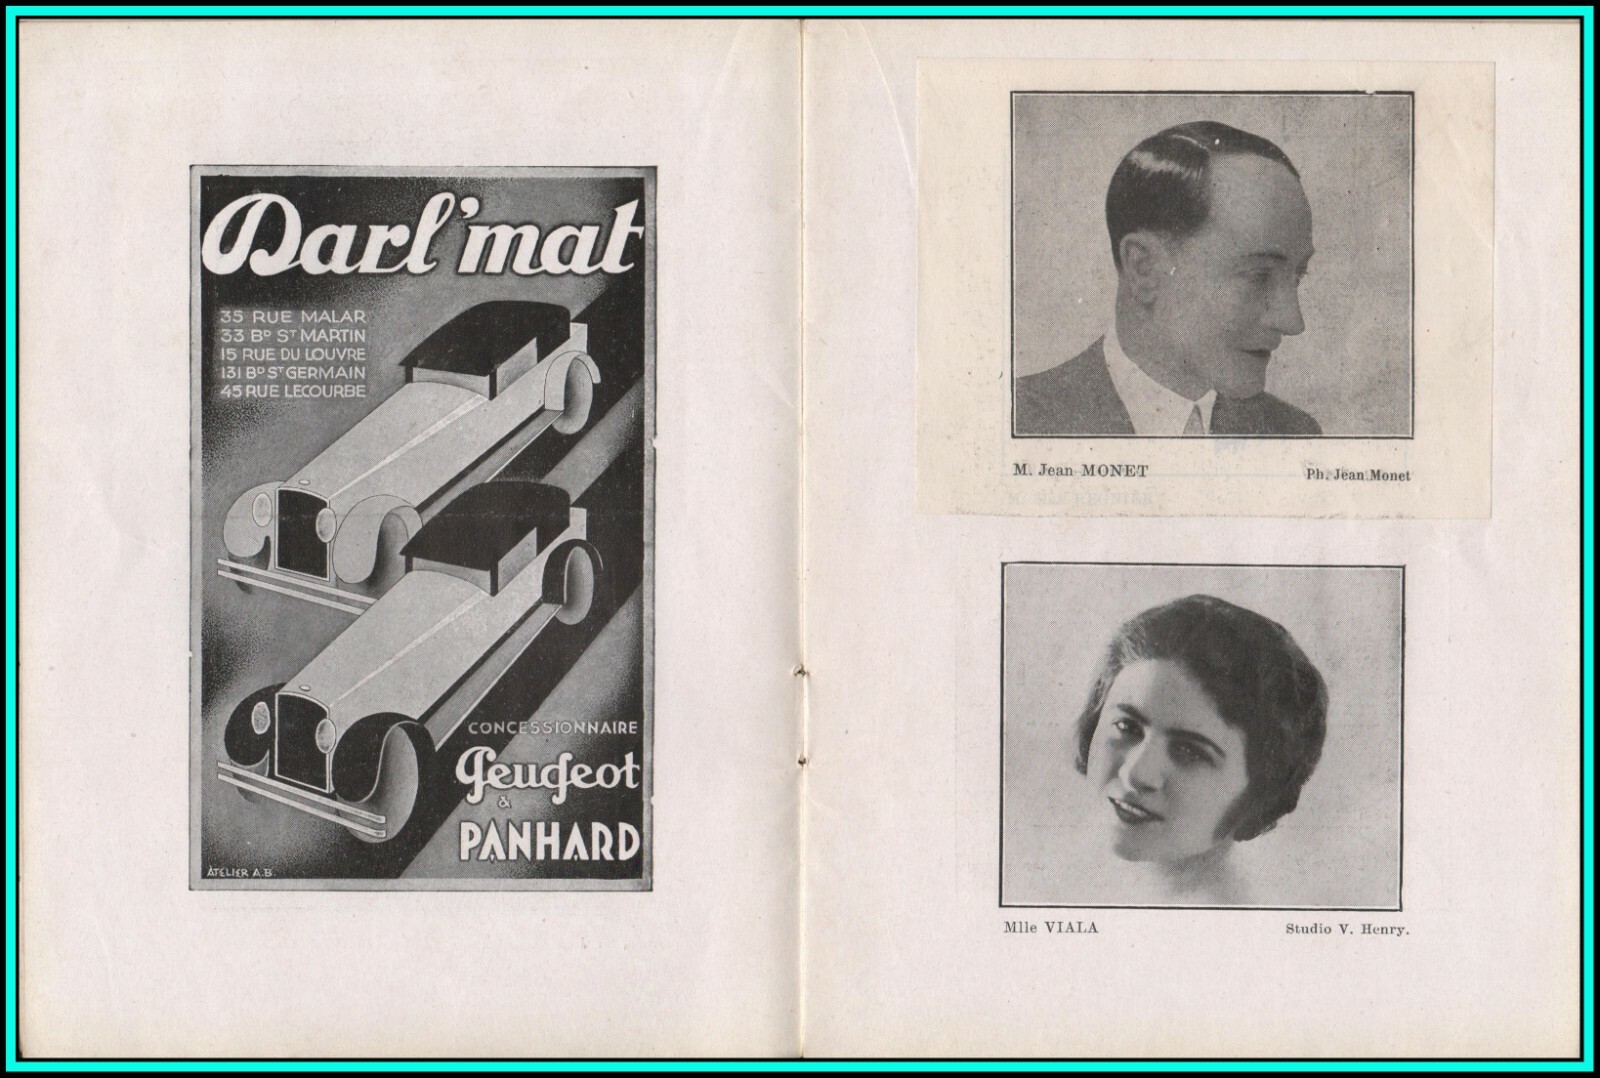 Darl'mat
35 RUE MALAR
33 BD ST MARTIN
15 RUE DU LOUVRE
131 BD ST GERMAIN
45 RUE LECOURBE
CONCESSIONNAIRE
Peugeot
&
PANHARD
ATELIER A.B.
M. Jean MONET
Ph. Jean Monet
Mlle VIALA
Studio V. Henry.